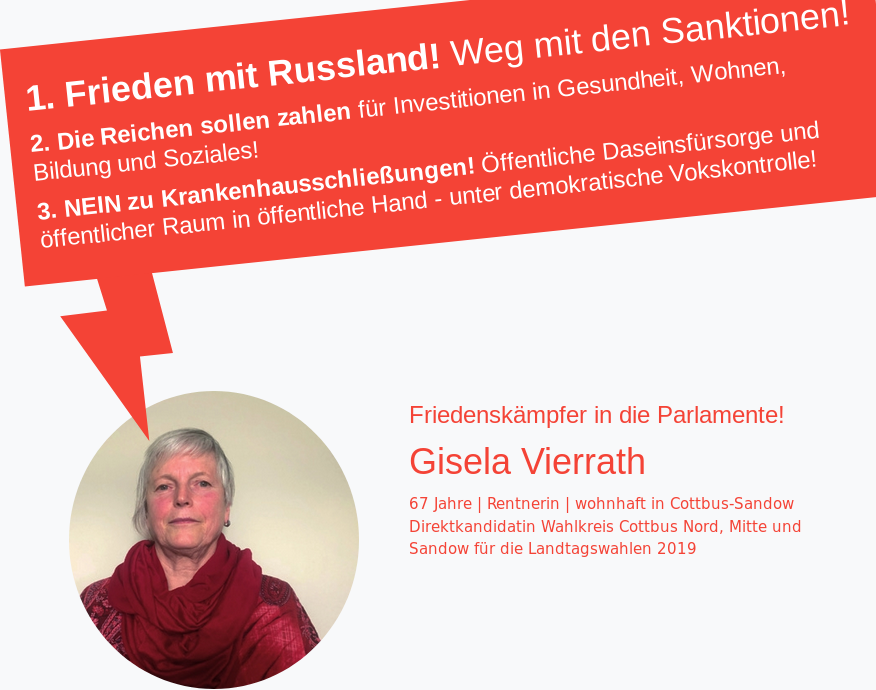 1. Frieden mit Russland! Weg mit den Sanktionen!
2. Die Reichen sollen zahlen für Investitionen in Gesundheit, Wohnen,
Bildung und Soziales!
3. NEIN zu Krankenhausschließungen! Öffentliche Daseinsfürsorge und
öffentlicher Raum in öffentliche Hand - unter demokratische Vokskontrolle!
Friedenskämpfer in die Parlamente!
Gisela Vierrath
67 Jahre | Rentnerin | wohnhaft in Cottbus-Sandow
Direktkandidatin Wahlkreis Cottbus Nord, Mitte und
Sandow für die Landtagswahlen 2019